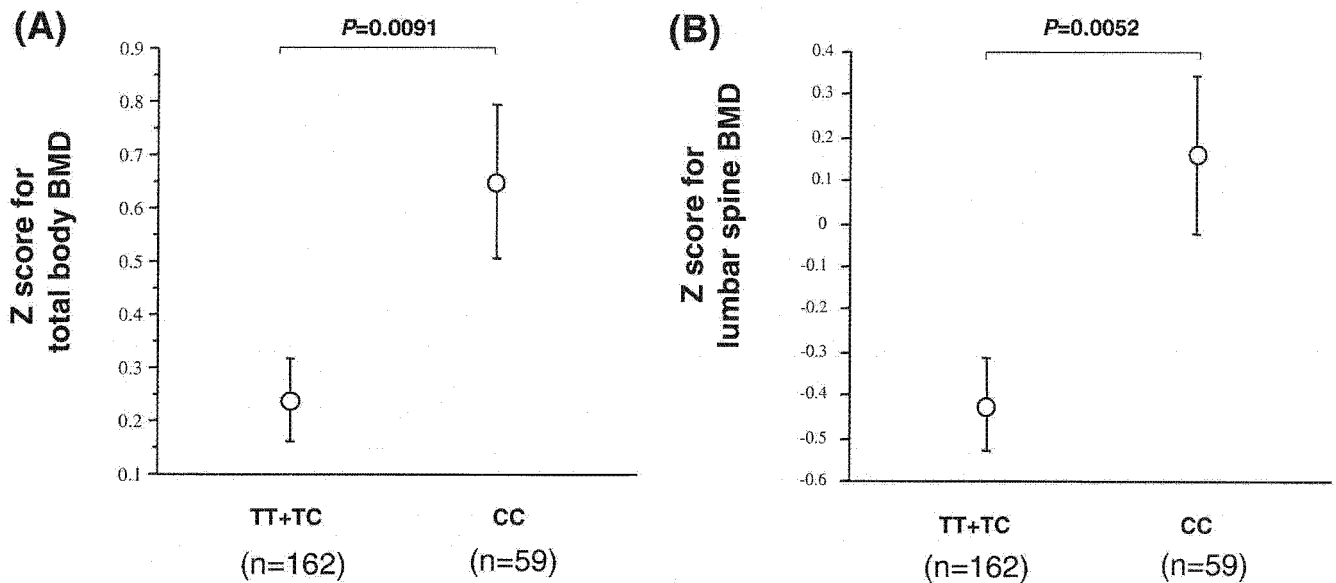 (A)
P=0.0091
Z score for
total body BMD
0.9
0.8
0.7
0.6
0.5
0.4
0.3
0.2
0.1
TT+TC
CC
(n=162)
(n=59)
(B)
P=0.0052
Z score for
lumbar spine BMD
0.4
0.3
0.2
0.1
0
-0.1
-0.2
-0.3
-0.4
-0.5
-0.6
TT+TC
CC
(n=162)
(n=59)